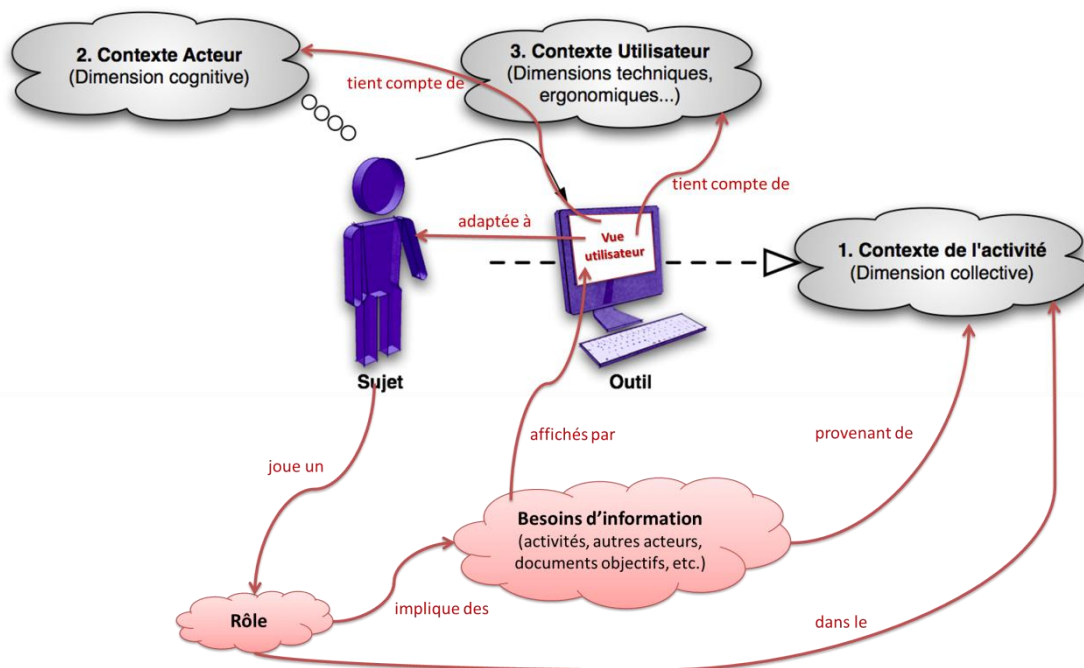 2. Contexte Acteur
(Dimension cognitive)
3. Contexte Utilisateur
(Dimensions techniques,
ergonomiques...)
tient compte de
tient compte de
adaptée à
Vue
utilisateur
1. Contexte de l'activité
(Dimension collective)
Sujet
Outil
affichés par
provenant de
joue un
Besoins d’information
(activités, autres acteurs,
documents objectifs, etc.)
implique des
dans le
Rôle